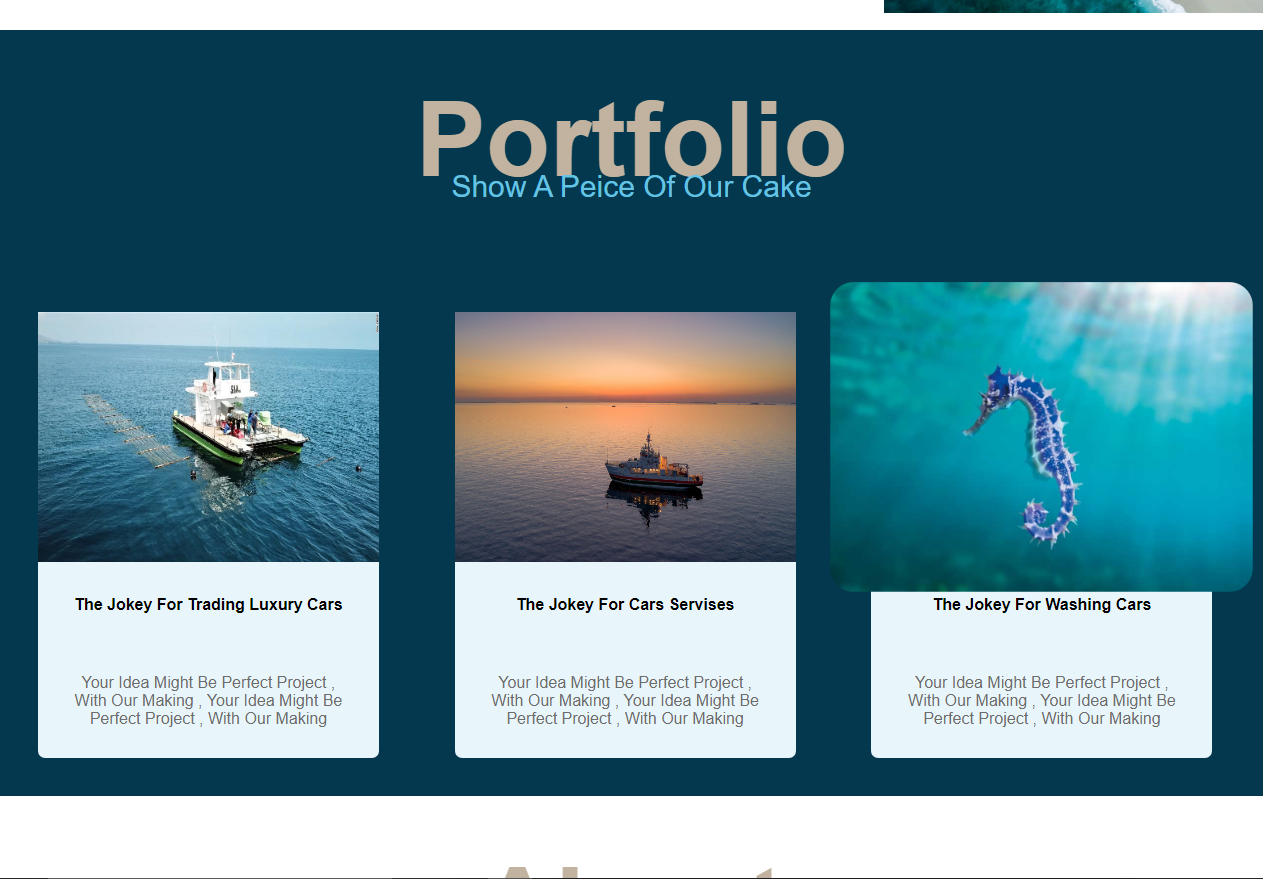 Portfolio
Show A Peice Of Our Cake
The Jokey For Trading Luxury Cars
Your Idea Might Be Perfect Project ,
With Our Making , Your Idea Might Be
Perfect Project , With Our Making
The Jokey For Cars Servises
Your Idea Might Be Perfect Project ,
With Our Making , Your Idea Might Be
Perfect Project , With Our Making
The Jokey For Washing Cars
Your Idea Might Be Perfect Project ,
With Our Making , Your Idea Might Be
Perfect Project , With Our Making